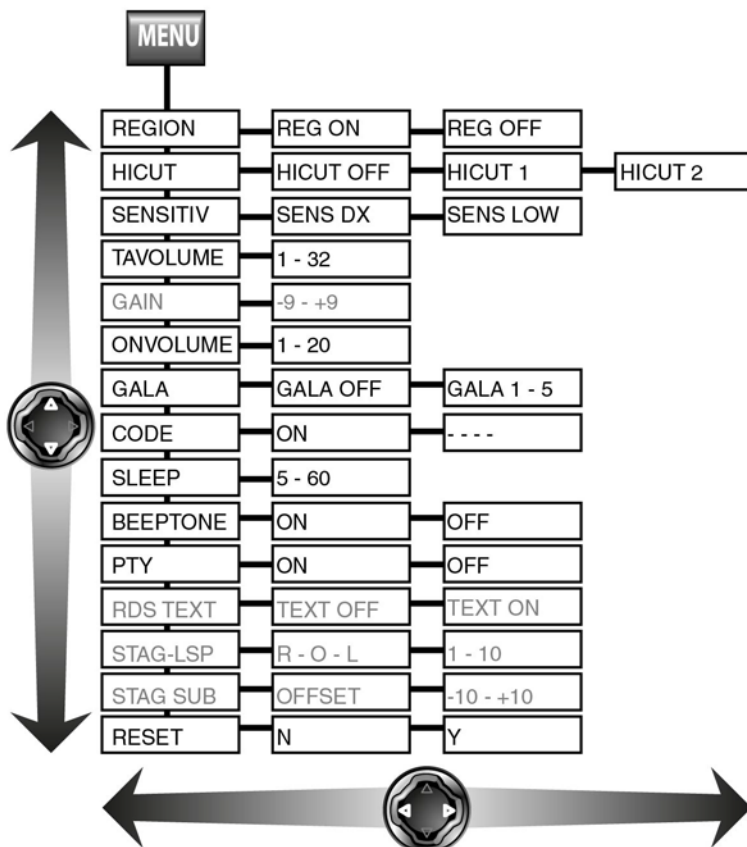 MENU
REGION REG ON REG OFF
HICUT HICUT OFF HICUT 1 HICUT 2
SENSITIV SENS DX SENS LOW
TAVOLUME 1 - 32
GAIN -9 - +9
ONVOLUME 1 - 20
GALA GALA OFF GALA 1 - 5
CODE ON - - - -
SLEEP 5 - 60
BEEPTONE ON OFF
PTY ON OFF
RDS TEXT TEXT OFF TEXT ON
STAG-LSP R - O - L 1 - 10
STAG SUB OFFSET -10 - +10
RESET N Y